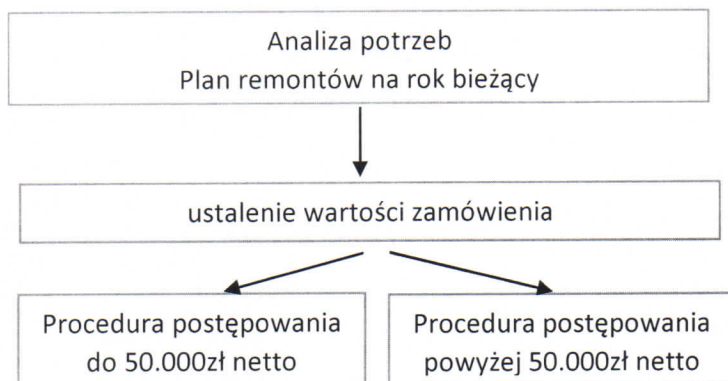 Analiza potrzeb
Plan remontów na rok bieżący
ustalenie wartości zamówienia
Procedura postępowania
do 50.000zł netto
Procedura postępowania
powyżej 50.000zł netto